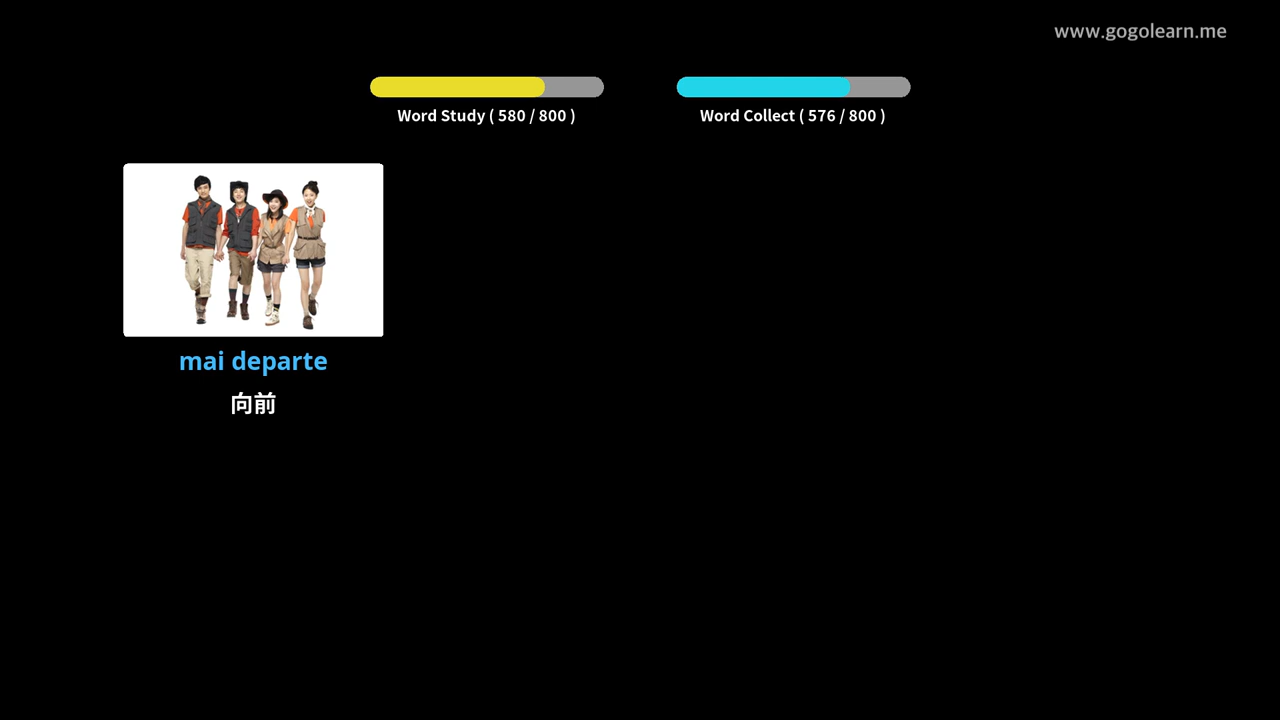 www.gogolearn.me
Word Study ( 580 / 800 )
Word Collect ( 576 / 800 )
mai departe
向前